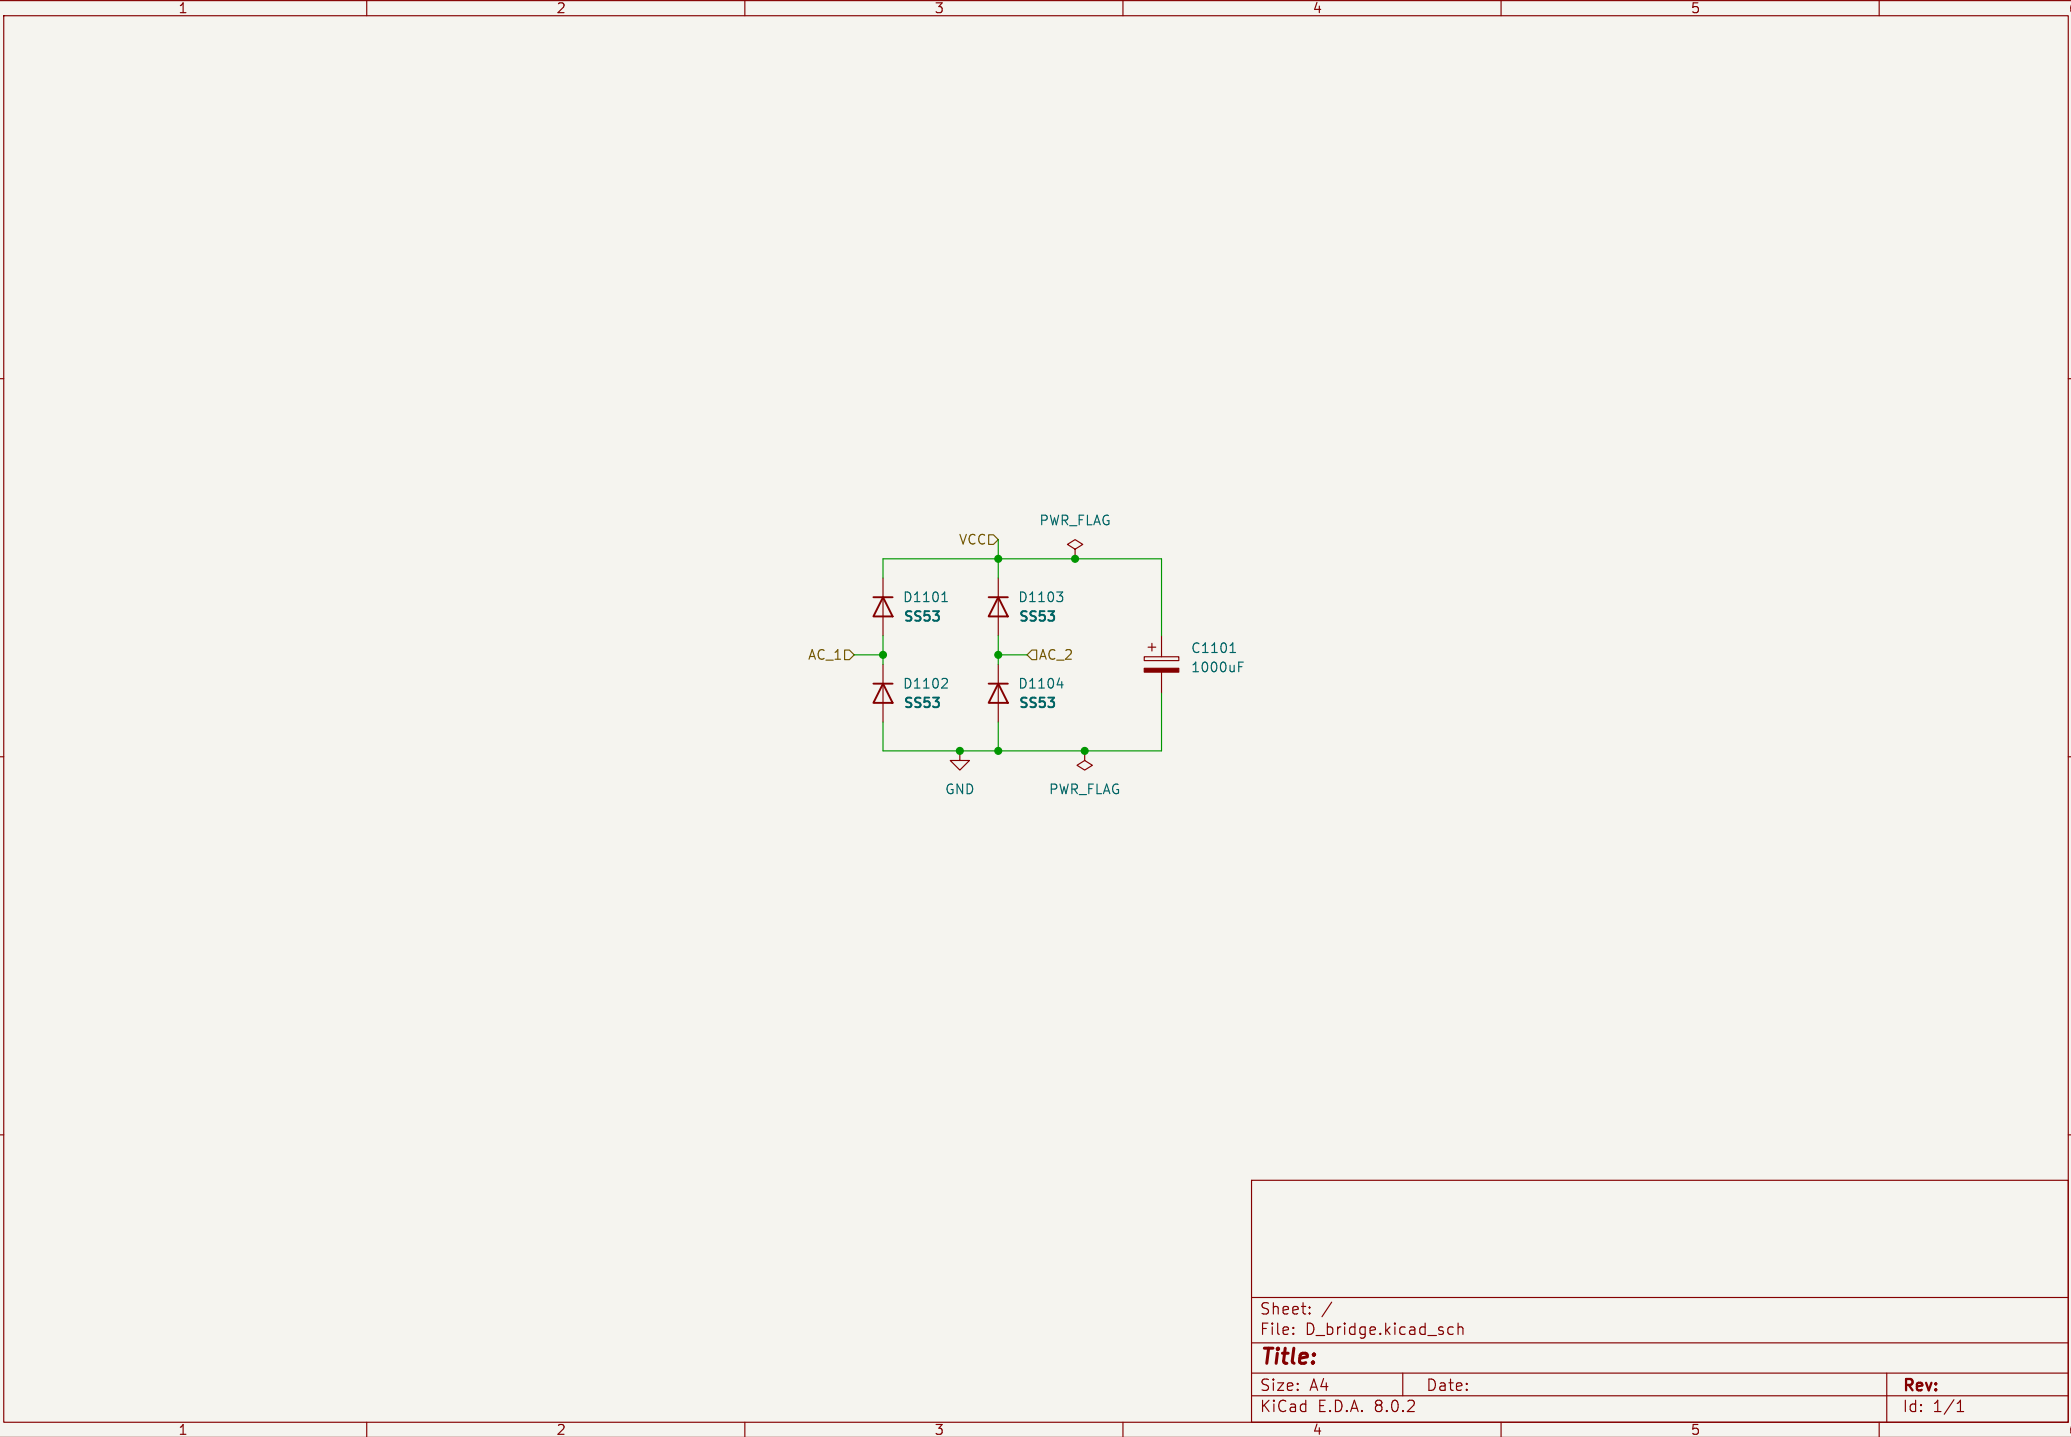 1 2 3 4 5
PWR_FLAG
VCC
D1101
SS53
D1103
SS53
AC_1
AC_2
+
C1101
1000uF
D1102
SS53
D1104
SS53
GND
PWR_FLAG
Sheet: /
File: D_bridge.kicad_sch
Title:
Size: A4
Date:
Rev:
KiCad E.D.A. 8.0.2
Id: 1/1
1 2 3 4 5